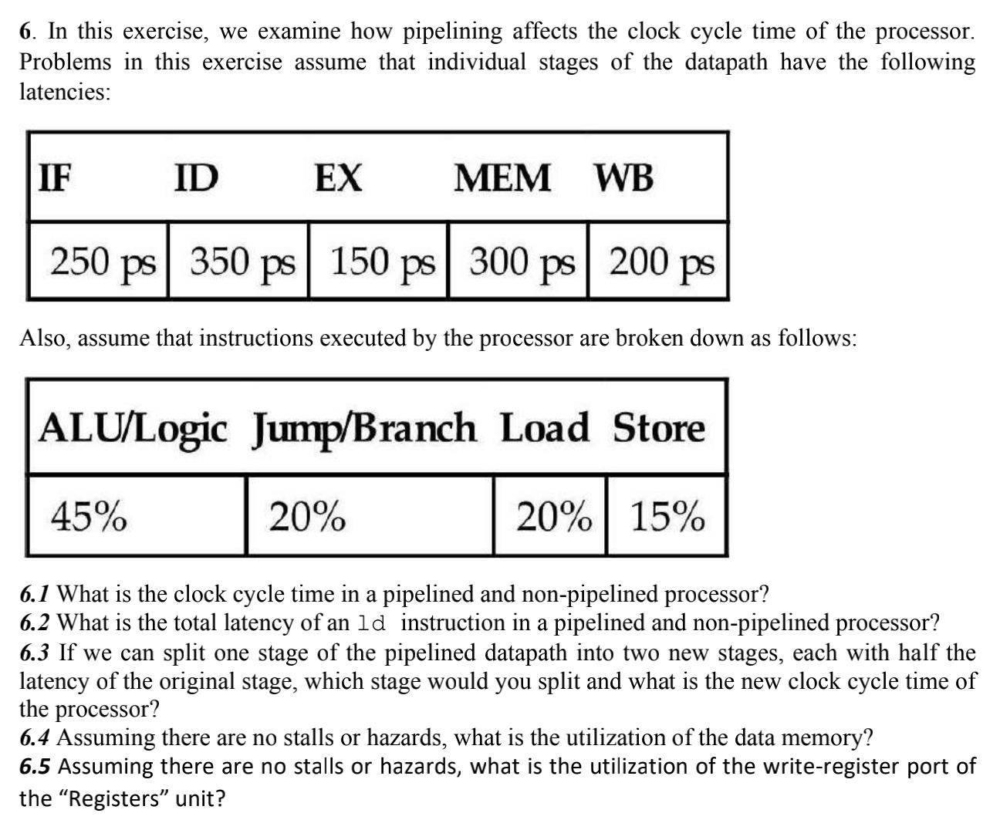 6. In this exercise, we examine how pipelining affects the clock cycle time of the processor.
Problems in this exercise assume that individual stages of the datapath have the following
latencies:
IF ID EX MEM WB
250 ps 350 ps 150 ps 300 ps 200 ps
Also, assume that instructions executed by the processor are broken down as follows:
ALU/Logic Jump/Branch Load Store
45% 20% 20% 15%
6.1 What is the clock cycle time in a pipelined and non-pipelined processor?
6.2 What is the total latency of an ld instruction in a pipelined and non-pipelined processor?
6.3 If we can split one stage of the pipelined datapath into two new stages, each with half the
latency of the original stage, which stage would you split and what is the new clock cycle time of
the processor?
6.4 Assuming there are no stalls or hazards, what is the utilization of the data memory?
6.5 Assuming there are no stalls or hazards, what is the utilization of the write-register port of
the “Registers” unit?